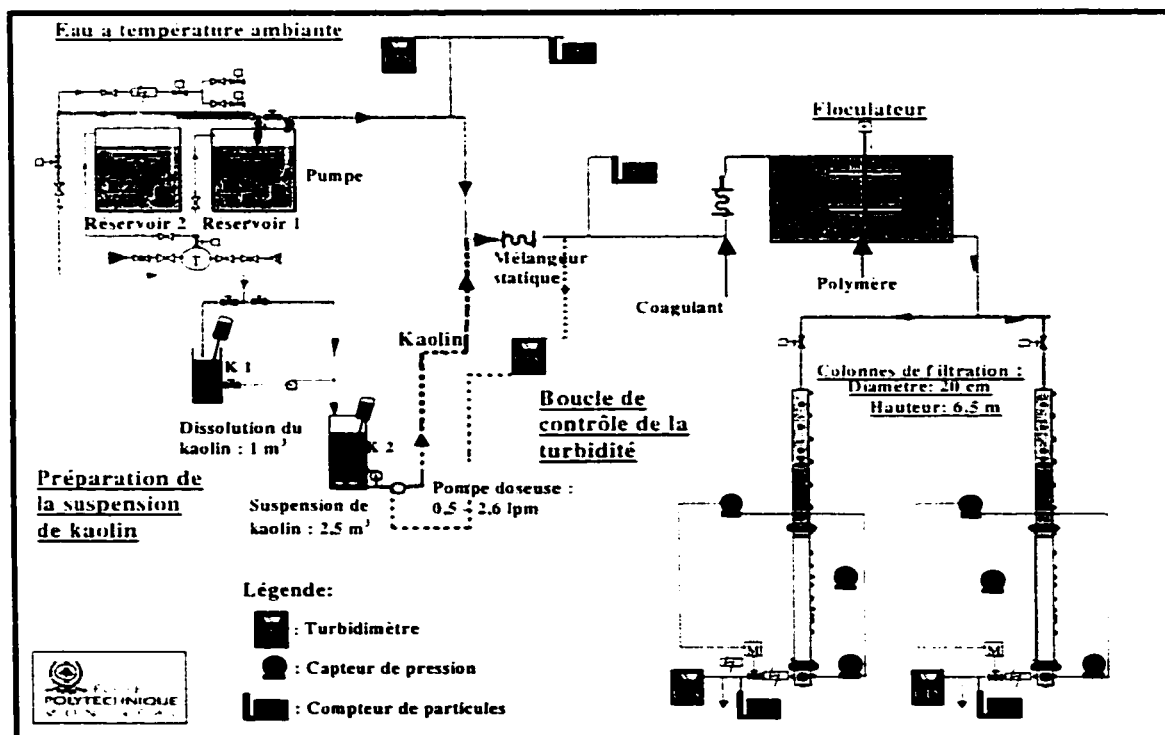 Eau a température ambiante
Floculateur
Pumpe
Réservoir 2
Reservoir 1
T
Mélangeur
statique
Coagulant
Polymère
K 1
Kaolin
Colonnes de filtration :
Diamètre: 20 cm
Hauteur: 6.5 m
Dissolution du
kaolin : 1 m³
K 2
Boucle de
contrôle de la
turbidité
Préparation de
la suspension
de kaolin
Suspension de
kaolin : 2.5 m³
Pompe doseuse :
0.5 – 2.6 lpm
Légende:
: Turbidimètre
: Capteur de pression
: Compteur de particules
M
M
POLYTECHNIQUE